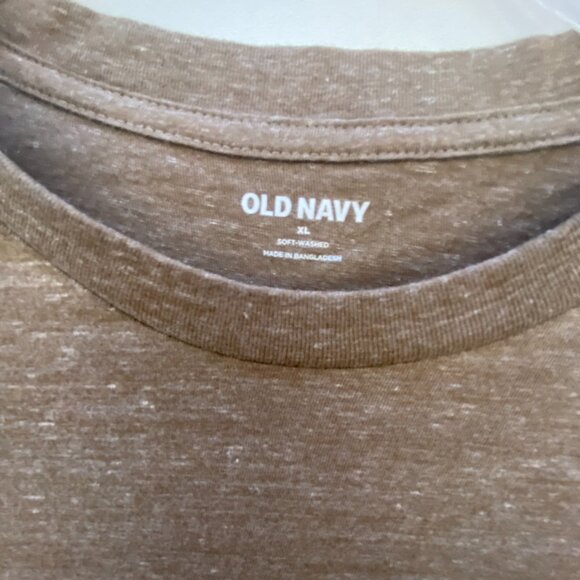 OLD NAVY
XL
SOFT-WASHED
MADE IN BANGLADESH